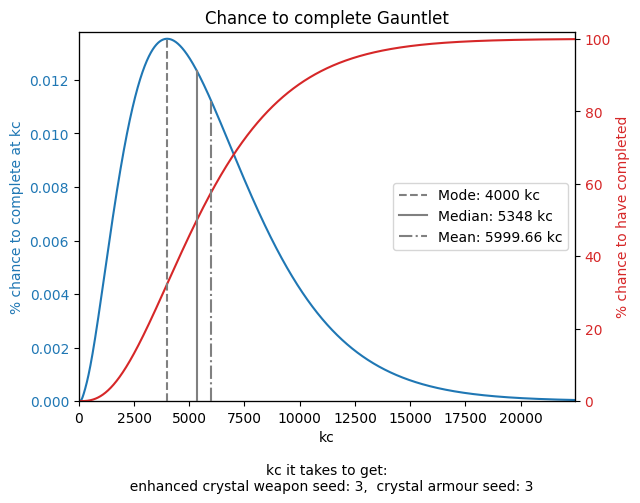 Chance to complete Gauntlet
% chance to complete at kc
0.012
0.010
0.008
0.006
0.004
0.002
0.000
0 2500 5000 7500 10000 12500 15000 17500 20000
kc
100
80
60
40
20
0
% chance to have completed
Mode: 4000 kc
Median: 5348 kc
Mean: 5999.66 kc
kc it takes to get:
enhanced crystal weapon seed: 3, crystal armour seed: 3